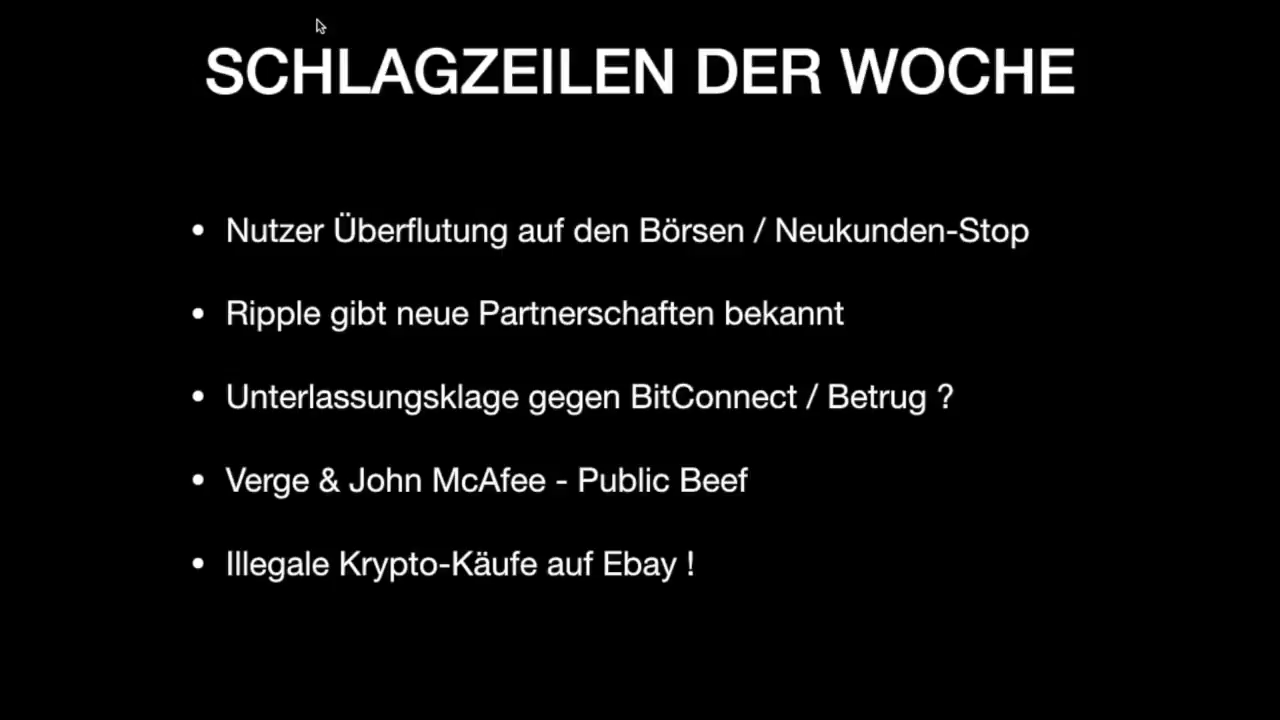 SCHLAGZEILEN DER WOCHE
• Nutzer Überflutung auf den Börsen / Neukunden-Stop
• Ripple gibt neue Partnerschaften bekannt
• Unterlassungsklage gegen BitConnect / Betrug ?
• Verge & John McAfee - Public Beef
• Illegale Krypto-Käufe auf Ebay !